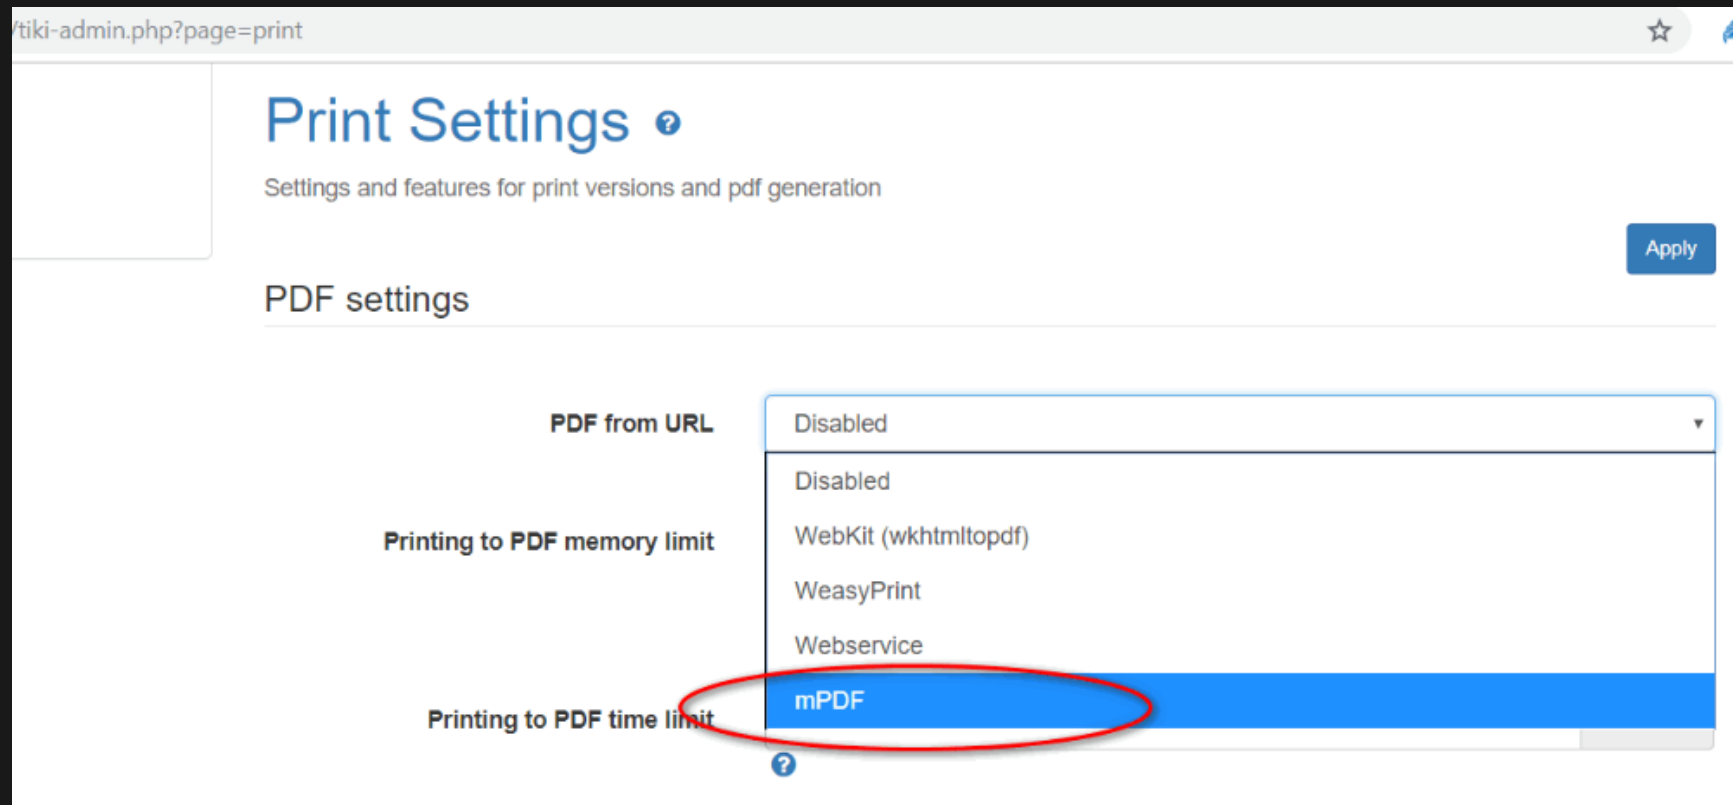 /tiki-admin.php?page=print
Print Settings
Settings and features for print versions and pdf generation
Apply
PDF settings
PDF from URL
Disabled
Disabled
WebKit (wkhtmltopdf)
Printing to PDF memory limit
WeasyPrint
Webservice
mPDF
Printing to PDF time limit